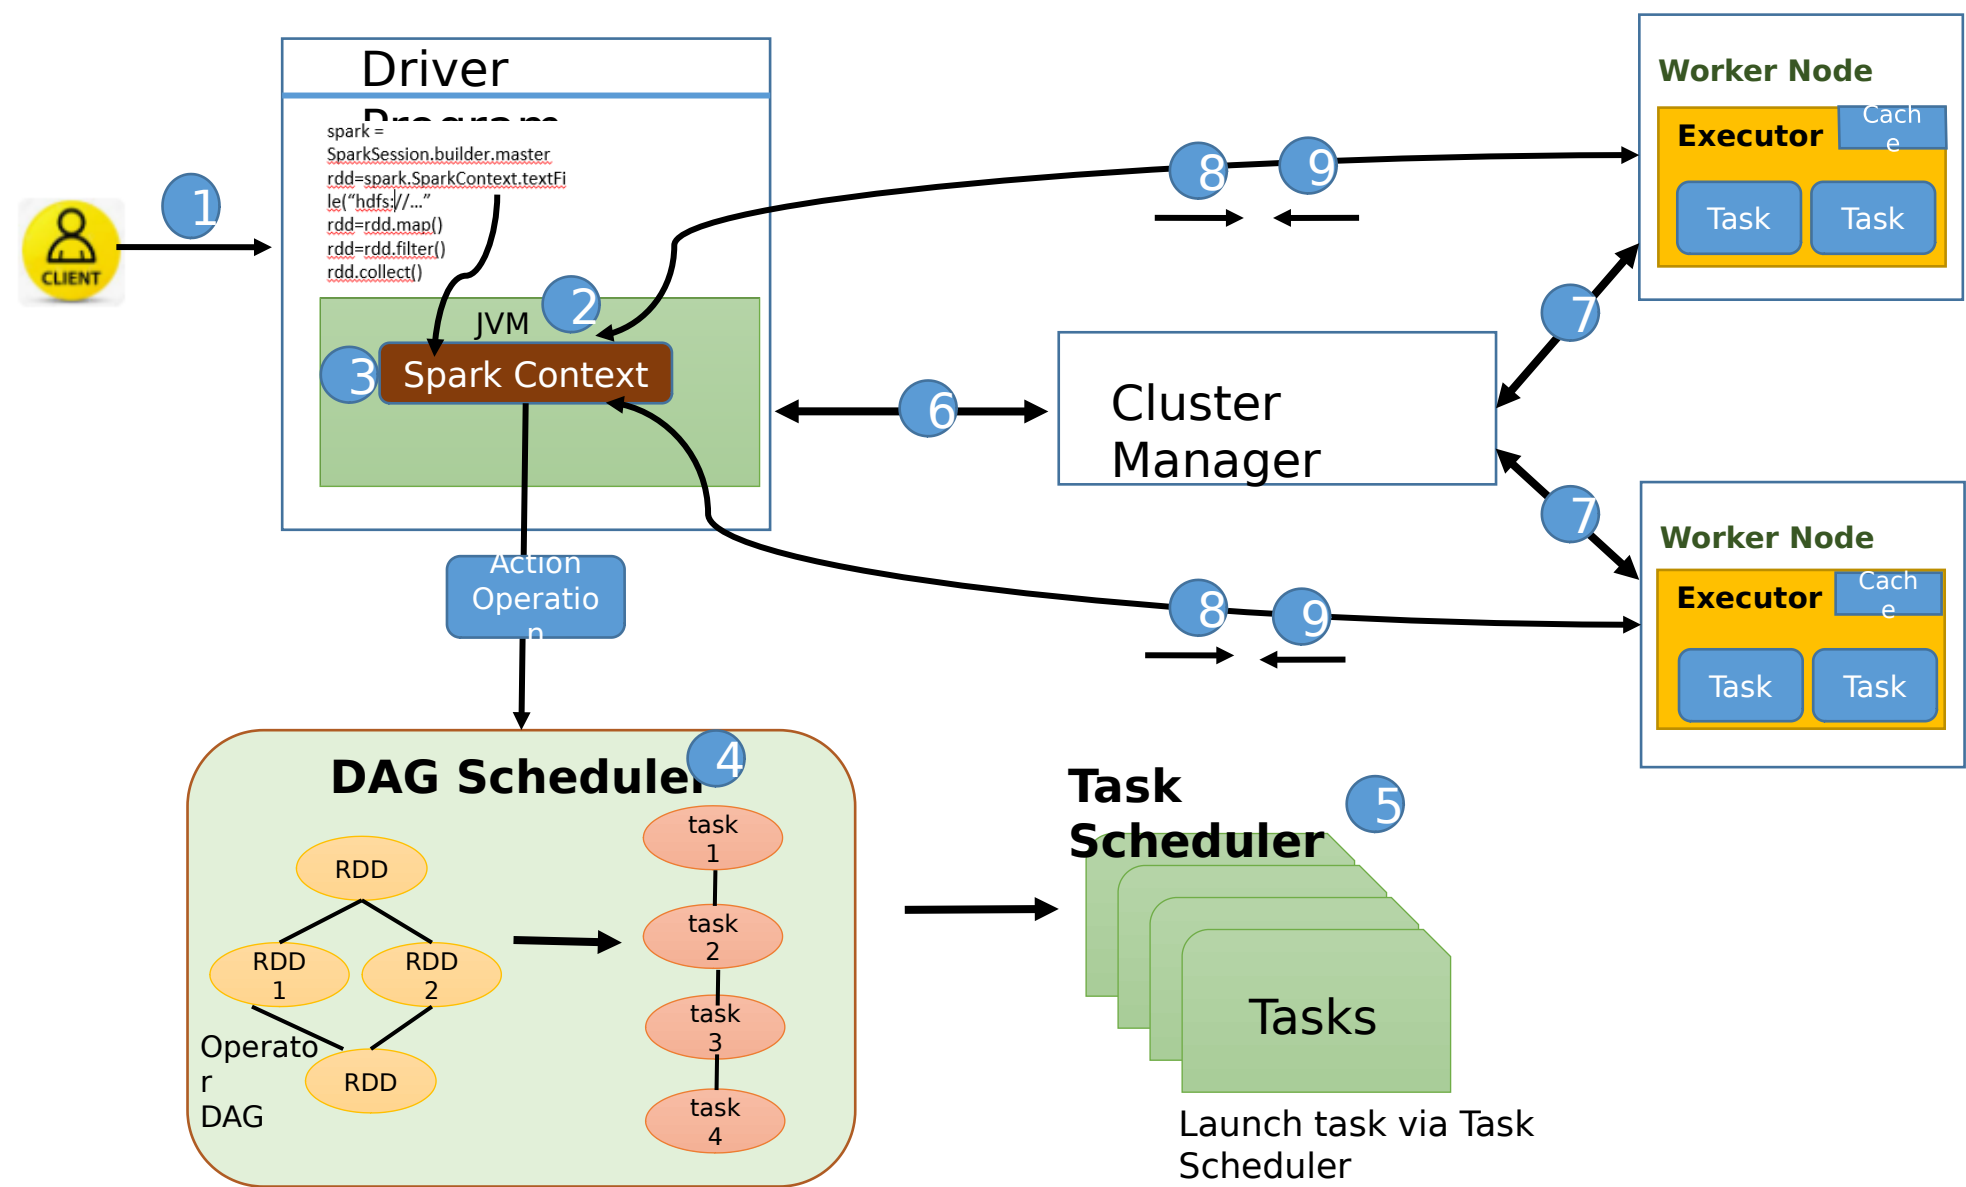 Driver
Program
spark =
SparkSession.builder.master
rdd=spark.SparkContext.textFi
le(“hdfs://...”
rdd=rdd.map()
rdd=rdd.filter()
rdd.collect()
1
CLIENT
JVM
2
3
Spark Context
8
9
Worker Node
Executor
Cach
e
Task
Task
7
6
Cluster
Manager
7
Worker Node
Executor
Cach
e
Task
Task
8
9
Action
Operatio
n
DAG Scheduler
4
RDD
RDD
1
RDD
2
RDD
Operato
r
DAG
task
1
task
2
task
3
task
4
Task
Scheduler
5
Tasks
Launch task via Task
Scheduler